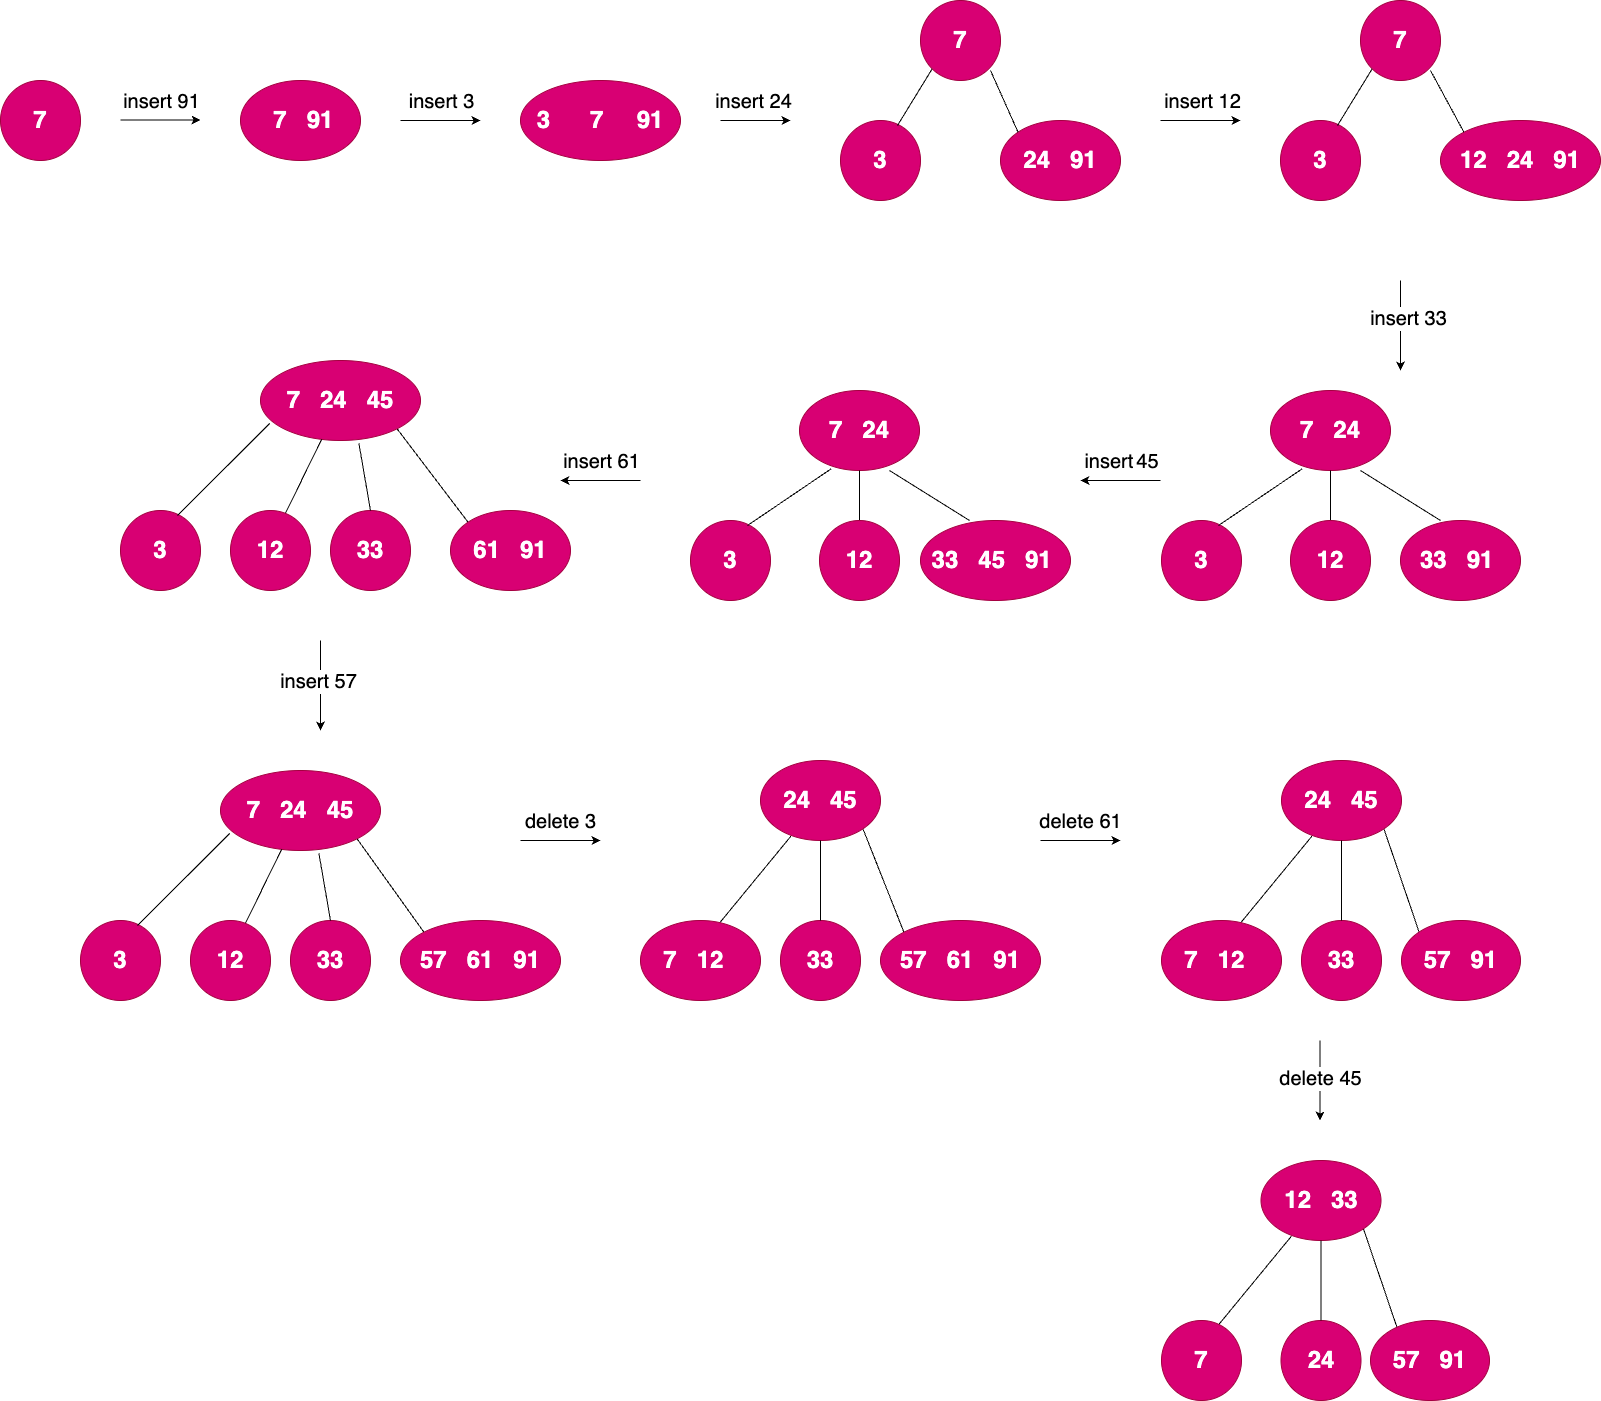 7
insert 91
7 91
insert 3
3 7 91
insert 24
7
3
24 91
insert 12
7
3
12 24 91
insert 33
7 24
3
12
33 91
insert 45
7 24
3
12
33 45 91
insert 61
7 24 45
3
12
33
61 91
insert 57
7 24 45
3
12
33
57 61 91
delete 3
24 45
7 12
33
57 61 91
delete 61
24 45
7 12
33
57 91
delete 45
12 33
7
24
57 91